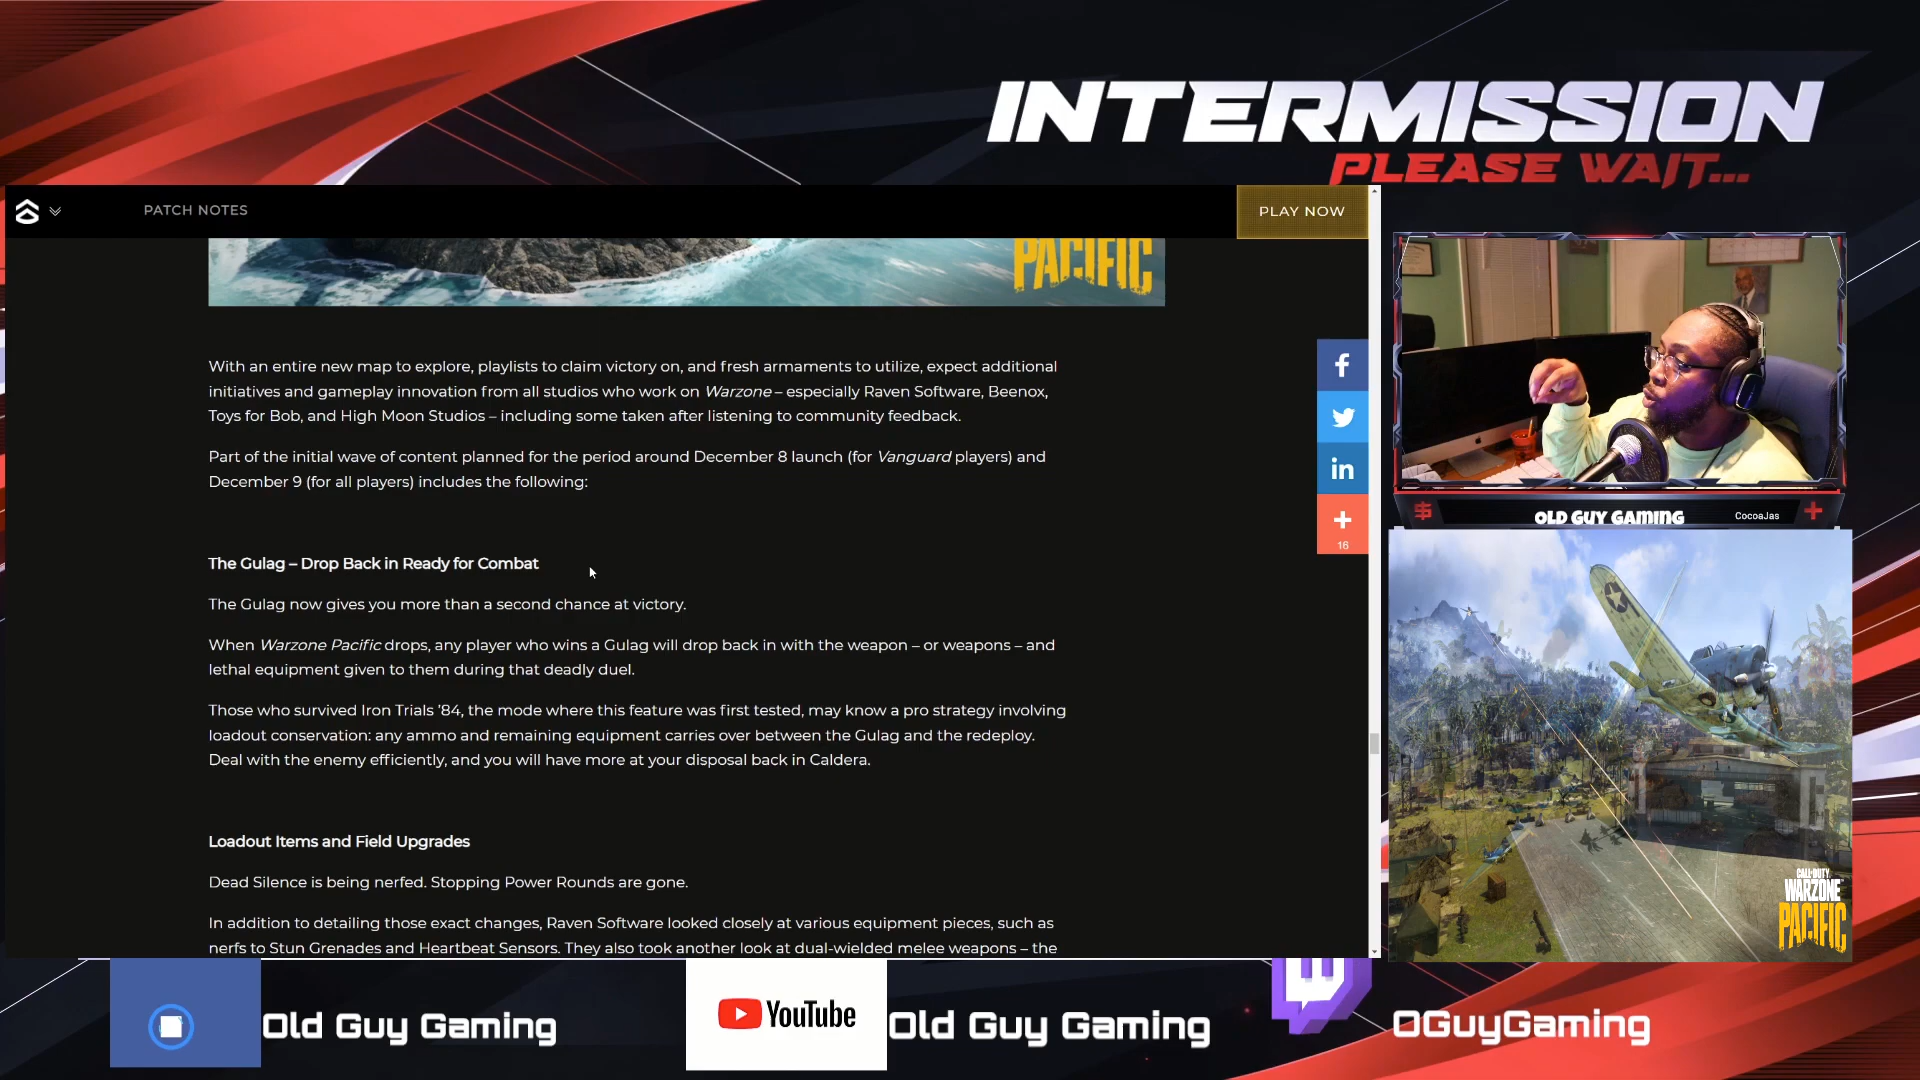 INTERMISSION
PLEASE WAIT...
PATCH NOTES
PLAY NOW
PACIFIC
With an entire new map to explore, playlists to claim victory on, and fresh armaments to utilize, expect additional
initiatives and gameplay innovation from all studios who work on Warzone – especially Raven Software, Beenox,
Toys for Bob, and High Moon Studios – including some taken after listening to community feedback.
Part of the initial wave of content planned for the period around December 8 launch (for Vanguard players) and
December 9 (for all players) includes the following:
16
The Gulag – Drop Back in Ready for Combat
The Gulag now gives you more than a second chance at victory.
When Warzone Pacific drops, any player who wins a Gulag will drop back in with the weapon – or weapons – and
lethal equipment given to them during that deadly duel.
Those who survived Iron Trials '84, the mode where this feature was first tested, may know a pro strategy involving
loadout conservation: any ammo and remaining equipment carries over between the Gulag and the redeploy.
Deal with the enemy efficiently, and you will have more at your disposal back in Caldera.
Loadout Items and Field Upgrades
Dead Silence is being nerfed. Stopping Power Rounds are gone.
In addition to detailing those exact changes, Raven Software looked closely at various equipment pieces, such as
nerfs to Stun Grenades and Heartbeat Sensors. They also took another look at dual-wielded melee weapons – the
OLD GUY GAMING
CocoaJas
CALL OF DUTY
WARZONE
PACIFIC
Old Guy Gaming
YouTube
Old Guy Gaming
OGuyGaming